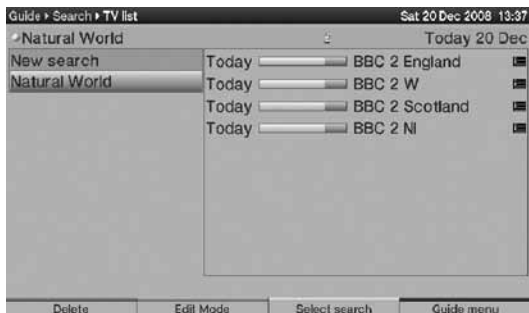 Guide ▸ Search ▸ TV list Sat 20 Dec 2008 13:37
Natural World Today 20 Dec
New search
Natural World
Today BBC 2 England
Today BBC 2 W
Today BBC 2 Scotland
Today BBC 2 NI
Delete Edit Mode Select search Guide menu